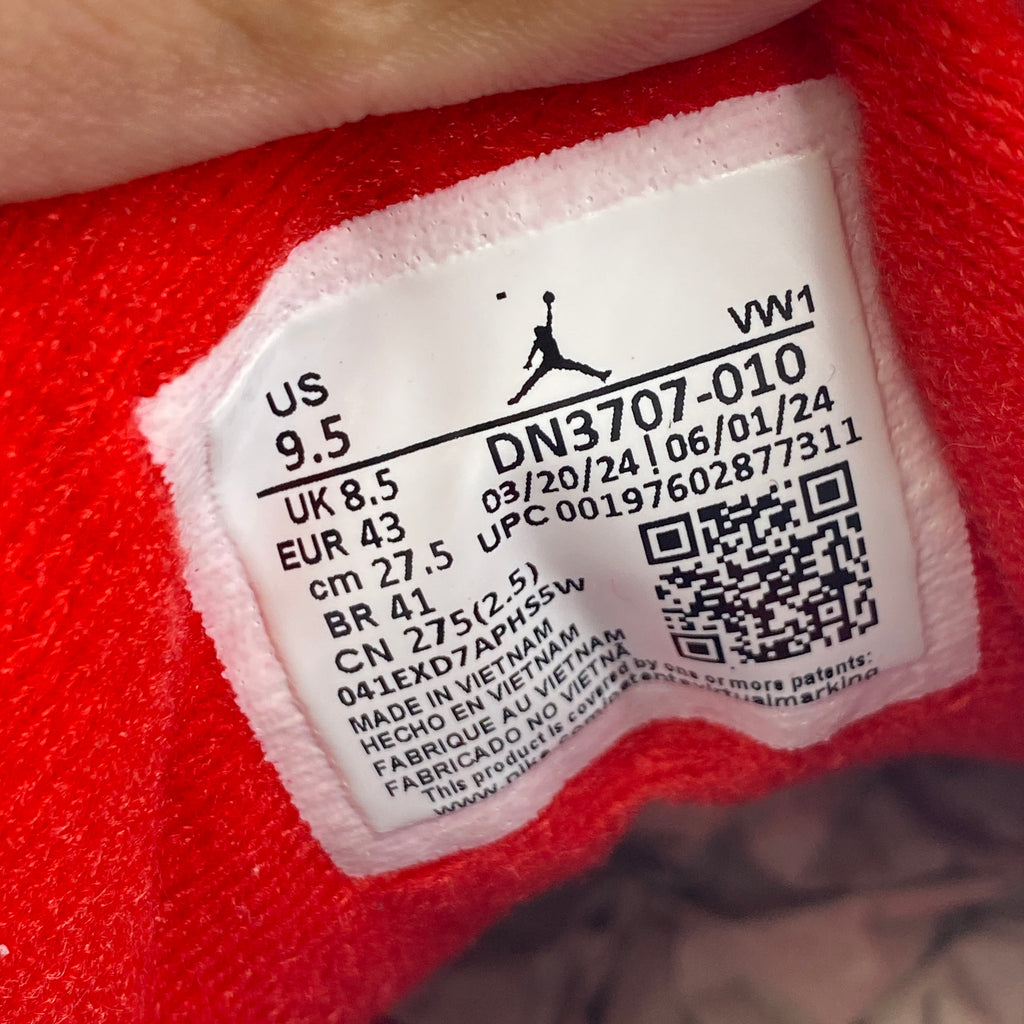 VW1
US
9.5
DN3707-010
03/20/24 | 06/01/24
UPC 00197602877311
UK 8.5
EUR 43
cm 27.5
BR 41
CN 275(2.5)
041EXD7APHS5W
MADE IN VIETNAM
HECHO EN VIETNAM
FABRIQUE AU VIETNAM
FABRICADO NO VIETNÃ
This product is covered by one or more patents: